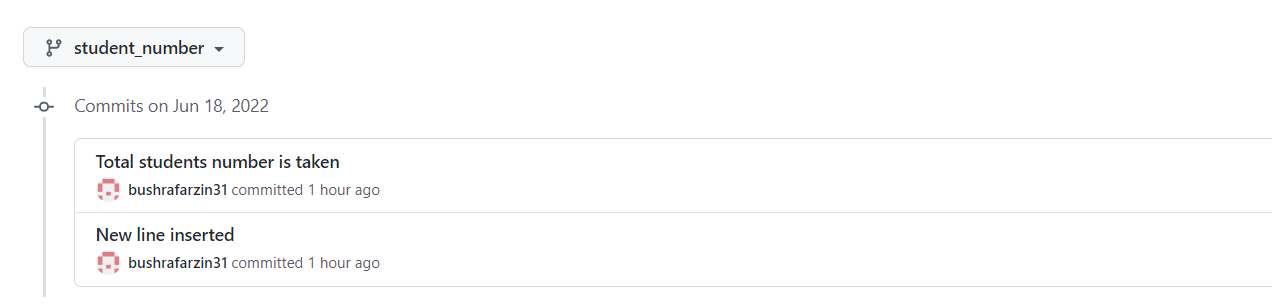 student_number
Commits on Jun 18, 2022
Total students number is taken
bushrafarzin31 committed 1 hour ago
New line inserted
bushrafarzin31 committed 1 hour ago